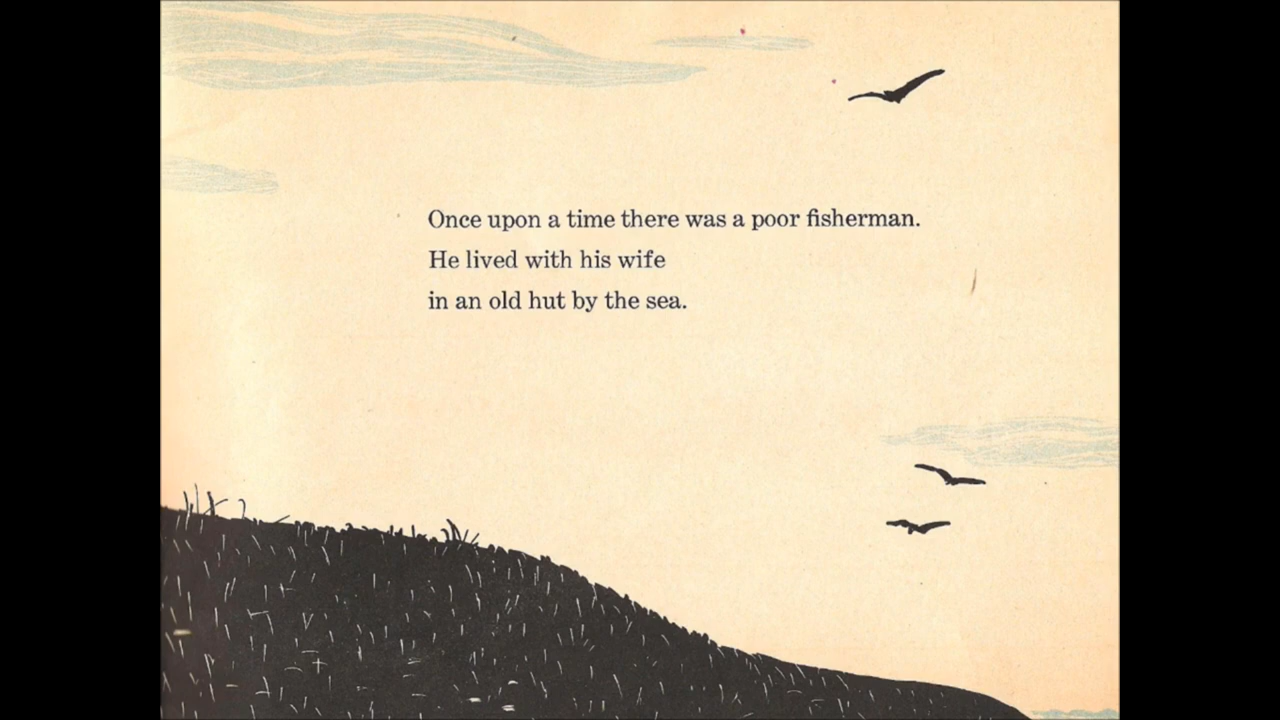 Once upon a time there was a poor fisherman.
He lived with his wife
in an old hut by the sea.